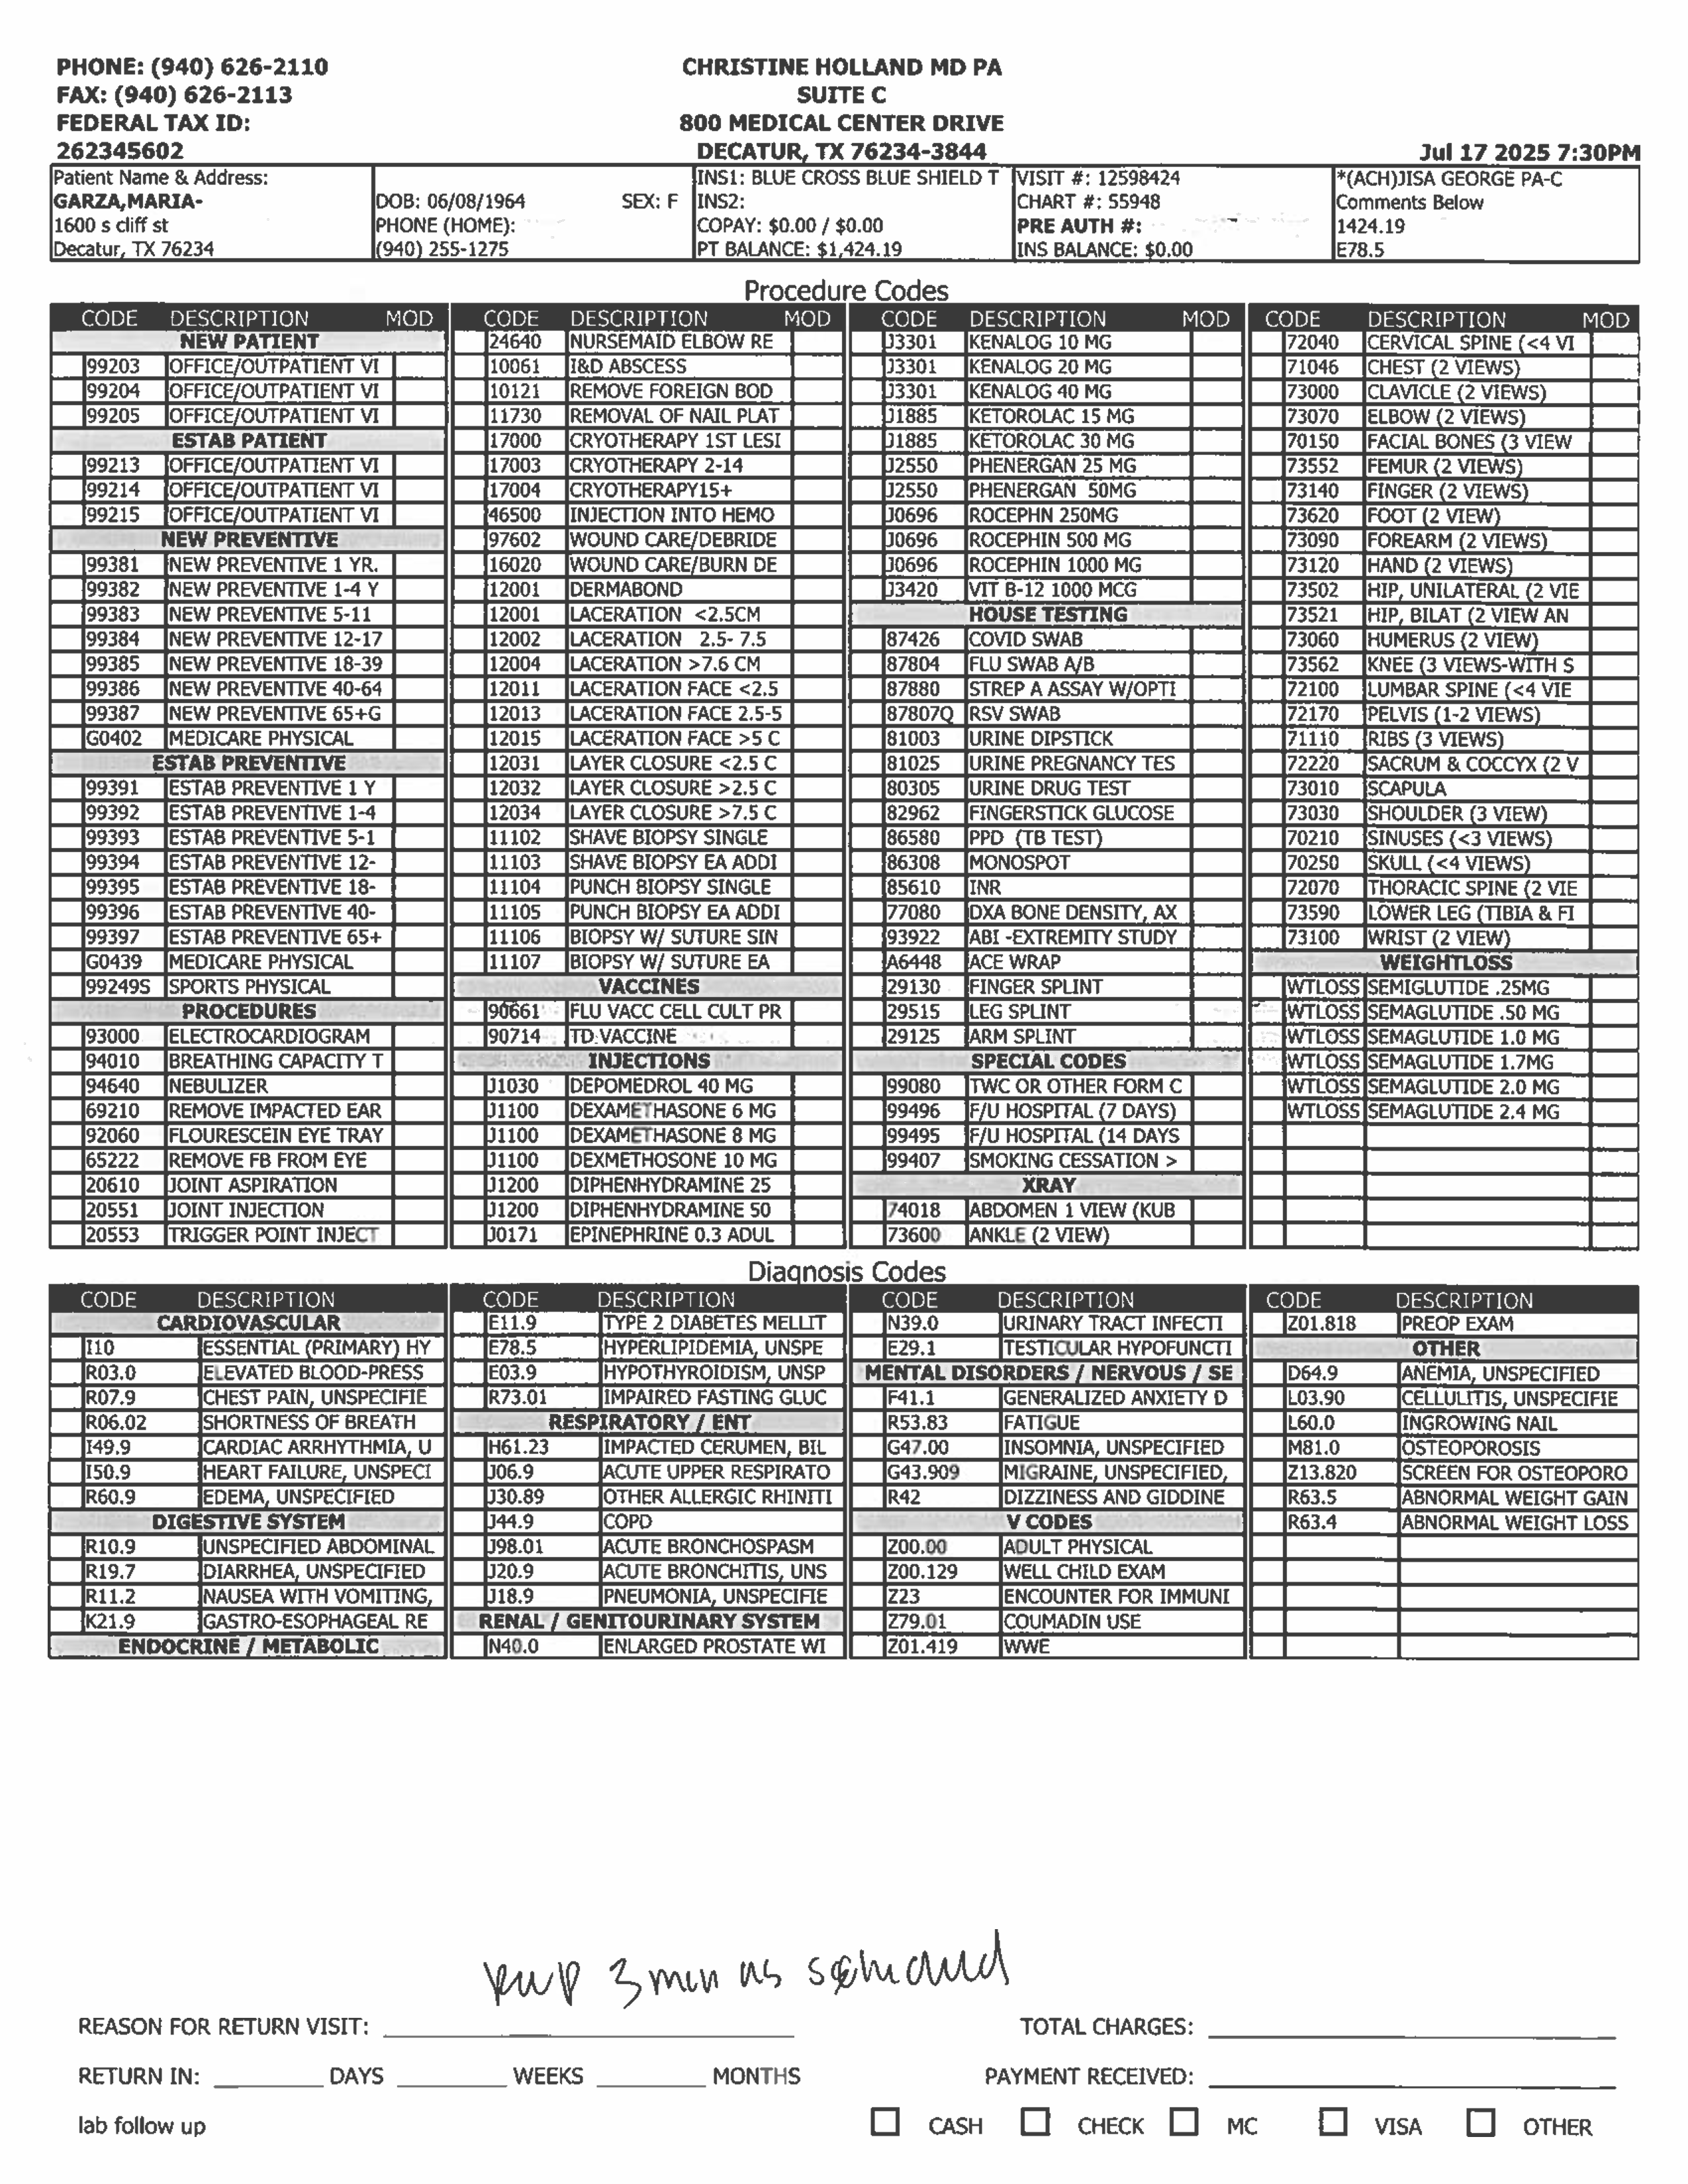 PHONE: (940) 626-2110
FAX: (940) 626-2113
FEDERAL TAX ID:
262345602
CHRISTINE HOLLAND MD PA
SUITE C
800 MEDICAL CENTER DRIVE
DECATUR, TX 76234-3844
Jul 17 2025 7:30PM
Patient Name & Address:
GARZA,MARIA-
1600 s cliff st
Decatur, TX 76234
DOB: 06/08/1964 SEX: F
PHONE (HOME):
(940) 255-1275
INS1: BLUE CROSS BLUE SHIELD T
INS2:
COPAY: $0.00 / $0.00
PT BALANCE: $1,424.19
VISIT #: 12598424
CHART #: 55948
PRE AUTH #:
INS BALANCE: $0.00
*(ACH)JISA GEORGE PA-C
Comments Below
1424.19
E78.5
Procedure Codes
CODE DESCRIPTION MOD
NEW PATIENT
99203 OFFICE/OUTPATIENT VI
99204 OFFICE/OUTPATIENT VI
99205 OFFICE/OUTPATIENT VI
ESTAB PATIENT
99213 OFFICE/OUTPATIENT VI
99214 OFFICE/OUTPATIENT VI
99215 OFFICE/OUTPATIENT VI
NEW PREVENTIVE
99381 NEW PREVENTIVE 1 YR.
99382 NEW PREVENTIVE 1-4 Y
99383 NEW PREVENTIVE 5-11
99384 NEW PREVENTIVE 12-17
99385 NEW PREVENTIVE 18-39
99386 NEW PREVENTIVE 40-64
99387 NEW PREVENTIVE 65+G
G0402 MEDICARE PHYSICAL
ESTAB PREVENTIVE
99391 ESTAB PREVENTIVE 1 Y
99392 ESTAB PREVENTIVE 1-4
99393 ESTAB PREVENTIVE 5-1
99394 ESTAB PREVENTIVE 12-
99395 ESTAB PREVENTIVE 18-
99396 ESTAB PREVENTIVE 40-
99397 ESTAB PREVENTIVE 65+
G0439 MEDICARE PHYSICAL
99249S SPORTS PHYSICAL
PROCEDURES
93000 ELECTROCARDIOGRAM
94010 BREATHING CAPACITY T
94640 NEBULIZER
69210 REMOVE IMPACTED EAR
92060 FLOURESCEIN EYE TRAY
65222 REMOVE FB FROM EYE
20610 JOINT ASPIRATION
20551 JOINT INJECTION
20553 TRIGGER POINT INJECT
CODE DESCRIPTION MOD
24640 NURSEMAID ELBOW RE
10061 I&D ABSCESS
10121 REMOVE FOREIGN BOD
11730 REMOVAL OF NAIL PLAT
17000 CRYOTHERAPY 1ST LESI
17003 CRYOTHERAPY 2-14
17004 CRYOTHERAPY15+
46500 INJECTION INTO HEMO
97602 WOUND CARE/DEBRIDE
16020 WOUND CARE/BURN DE
12001 DERMABOND
12001 LACERATION <2.5CM
12002 LACERATION 2.5- 7.5
12004 LACERATION >7.6 CM
12011 LACERATION FACE <2.5
12013 LACERATION FACE 2.5-5
12015 LACERATION FACE >5 C
12031 LAYER CLOSURE <2.5 C
12032 LAYER CLOSURE >2.5 C
12034 LAYER CLOSURE >7.5 C
11102 SHAVE BIOPSY SINGLE
11103 SHAVE BIOPSY EA ADDI
11104 PUNCH BIOPSY SINGLE
11105 PUNCH BIOPSY EA ADDI
11106 BIOPSY W/ SUTURE SIN
11107 BIOPSY W/ SUTURE EA
VACCINES
90661 FLU VACC CELL CULT PR
90714 TD VACCINE
INJECTIONS
J1030 DEPOMEDROL 40 MG
J1100 DEXAMETHASONE 6 MG
J1100 DEXAMETHASONE 8 MG
J1100 DEXMETHOSONE 10 MG
J1200 DIPHENHYDRAMINE 25
J1200 DIPHENHYDRAMINE 50
J0171 EPINEPHRINE 0.3 ADUL
CODE DESCRIPTION MOD
J3301 KENALOG 10 MG
J3301 KENALOG 20 MG
J3301 KENALOG 40 MG
J1885 KETOROLAC 15 MG
J1885 KETOROLAC 30 MG
J2550 PHENERGAN 25 MG
J2550 PHENERGAN 50MG
J0696 ROCEPHN 250MG
J0696 ROCEPHIN 500 MG
J0696 ROCEPHIN 1000 MG
J3420 VIT B-12 1000 MCG
HOUSE TESTING
87426 COVID SWAB
87804 FLU SWAB A/B
87880 STREP A ASSAY W/OPTI
87807Q RSV SWAB
81003 URINE DIPSTICK
81025 URINE PREGNANCY TES
80305 URINE DRUG TEST
82962 FINGERSTICK GLUCOSE
86580 PPD (TB TEST)
86308 MONOSPOT
85610 INR
77080 DXA BONE DENSITY, AX
93922 ABI -EXTREMITY STUDY
A6448 ACE WRAP
29130 FINGER SPLINT
29515 LEG SPLINT
29125 ARM SPLINT
SPECIAL CODES
99080 TWC OR OTHER FORM C
99496 F/U HOSPITAL (7 DAYS)
99495 F/U HOSPITAL (14 DAYS
99407 SMOKING CESSATION >
XRAY
74018 ABDOMEN 1 VIEW (KUB
73600 ANKLE (2 VIEW)
CODE DESCRIPTION MOD
72040 CERVICAL SPINE (<4 VI
71046 CHEST (2 VIEWS)
73000 CLAVICLE (2 VIEWS)
73070 ELBOW (2 VIEWS)
70150 FACIAL BONES (3 VIEW
73552 FEMUR (2 VIEWS)
73140 FINGER (2 VIEWS)
73620 FOOT (2 VIEW)
73090 FOREARM (2 VIEWS)
73120 HAND (2 VIEWS)
73502 HIP, UNILATERAL (2 VIE
73521 HIP, BILAT (2 VIEW AN
73060 HUMERUS (2 VIEW)
73562 KNEE (3 VIEWS-WITH S
72100 LUMBAR SPINE (<4 VIE
72170 PELVIS (1-2 VIEWS)
71110 RIBS (3 VIEWS)
72220 SACRUM & COCCYX (2 V
73010 SCAPULA
73030 SHOULDER (3 VIEW)
70210 SINUSES (<3 VIEWS)
70250 SKULL (<4 VIEWS)
72070 THORACIC SPINE (2 VIE
73590 LOWER LEG (TIBIA & FI
73100 WRIST (2 VIEW)
WEIGHTLOSS
WTLOSS SEMIGLUTIDE .25MG
WTLOSS SEMAGLUTIDE .50 MG
WTLOSS SEMAGLUTIDE 1.0 MG
WTLOSS SEMAGLUTIDE 1.7MG
WTLOSS SEMAGLUTIDE 2.0 MG
WTLOSS SEMAGLUTIDE 2.4 MG
Diagnosis Codes
CODE DESCRIPTION
CARDIOVASCULAR
I10 ESSENTIAL (PRIMARY) HY
R03.0 ELEVATED BLOOD-PRESS
R07.9 CHEST PAIN, UNSPECIFIE
R06.02 SHORTNESS OF BREATH
I49.9 CARDIAC ARRHYTHMIA, U
I50.9 HEART FAILURE, UNSPECI
R60.9 EDEMA, UNSPECIFIED
DIGESTIVE SYSTEM
R10.9 UNSPECIFIED ABDOMINAL
R19.7 DIARRHEA, UNSPECIFIED
R11.2 NAUSEA WITH VOMITING,
K21.9 GASTRO-ESOPHAGEAL RE
ENDOCRINE / METABOLIC
CODE DESCRIPTION
E11.9 TYPE 2 DIABETES MELLIT
E78.5 HYPERLIPIDEMIA, UNSPE
E03.9 HYPOTHYROIDISM, UNSP
R73.01 IMPAIRED FASTING GLUC
RESPIRATORY / ENT
H61.23 IMPACTED CERUMEN, BIL
J06.9 ACUTE UPPER RESPIRATO
J30.89 OTHER ALLERGIC RHINITI
J44.9 COPD
J98.01 ACUTE BRONCHOSPASM
J20.9 ACUTE BRONCHITIS, UNS
J18.9 PNEUMONIA, UNSPECIFIE
RENAL / GENITOURINARY SYSTEM
N40.0 ENLARGED PROSTATE WI
CODE DESCRIPTION
N39.0 URINARY TRACT INFECTI
E29.1 TESTICULAR HYPOFUNCTI
MENTAL DISORDERS / NERVOUS / SE
F41.1 GENERALIZED ANXIETY D
R53.83 FATIGUE
G47.00 INSOMNIA, UNSPECIFIED
G43.909 MIGRAINE, UNSPECIFIED,
R42 DIZZINESS AND GIDDINE
V CODES
Z00.00 ADULT PHYSICAL
Z00.129 WELL CHILD EXAM
Z23 ENCOUNTER FOR IMMUNI
Z79.01 COUMADIN USE
Z01.419 WWE
CODE DESCRIPTION
Z01.818 PREOP EXAM
OTHER
D64.9 ANEMIA, UNSPECIFIED
L03.90 CELLULITIS, UNSPECIFIE
L60.0 INGROWING NAIL
M81.0 OSTEOPOROSIS
Z13.820 SCREEN FOR OSTEOPORO
R63.5 ABNORMAL WEIGHT GAIN
R63.4 ABNORMAL WEIGHT LOSS
3 mon as
REASON FOR RETURN VISIT:
TOTAL CHARGES:
RETURN IN: DAYS WEEKS MONTHS
PAYMENT RECEIVED:
lab follow up
CASH CHECK MC VISA OTHER